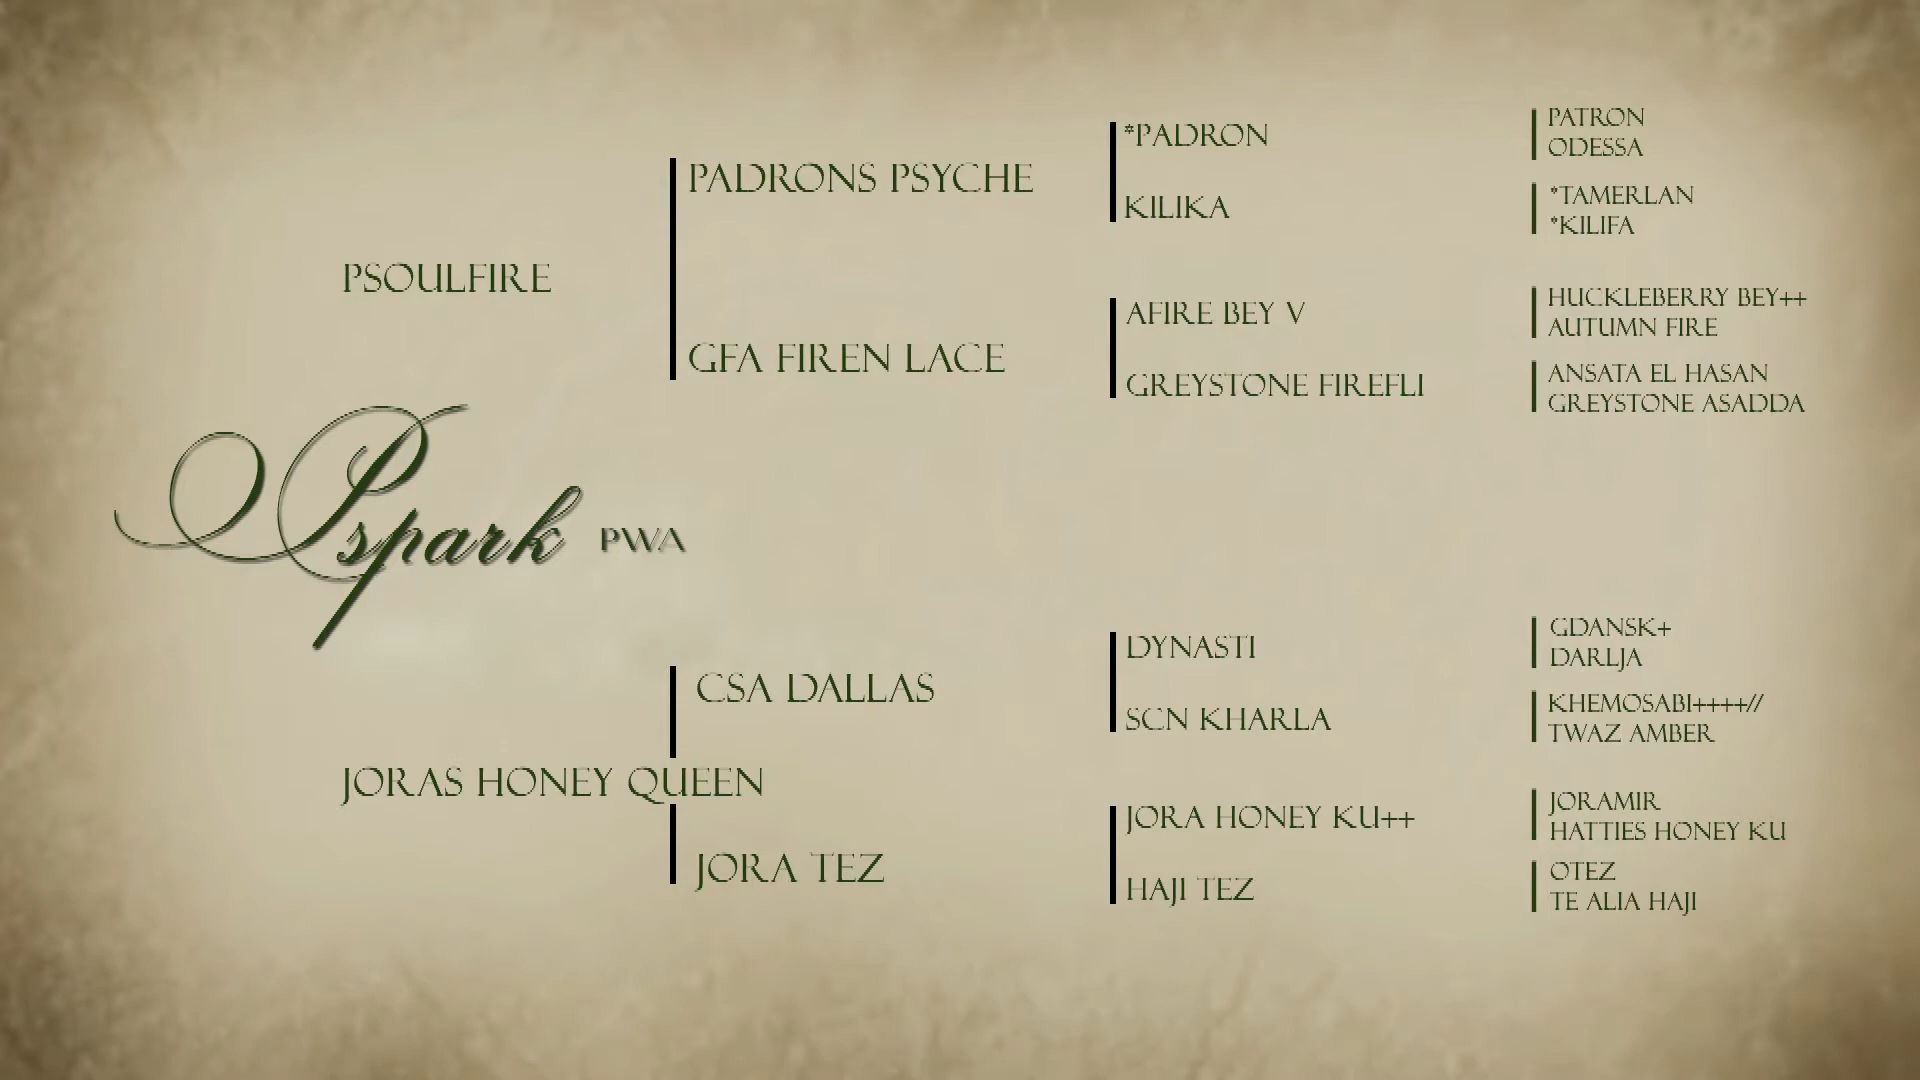 *PADRON
PATRON
ODESSA
PADRONS PSYCHE
KILIKA
*TAMERLAN
*KILIFA
PSOULFIRE
AFIRE BEY V
HUCKLEBERRY BEY++
AUTUMN FIRE
GFA FIREN LACE
GREYSTONE FIREFLI
ANSATA EL HASAN
GREYSTONE ASADDA
Pspark PWA
DYNASTI
GDANSK+
DARLJA
CSA DALLAS
SCN KHARLA
KHEMOSABI++++//
TWAZ AMBER
JORAS HONEY QUEEN
JORA HONEY KU++
JORAMIR
HATTIES HONEY KU
JORA TEZ
HAJI TEZ
OTEZ
TE ALIA HAJI